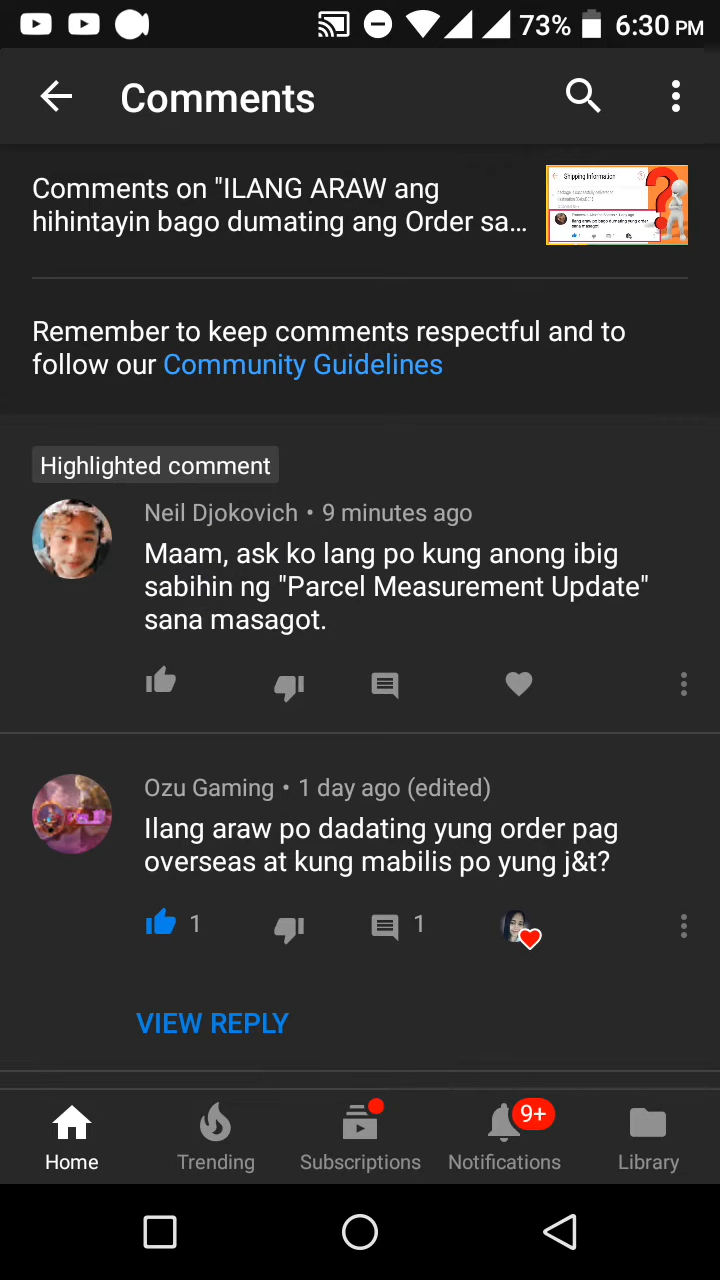 73% 6:30 PM
Comments
Comments on "ILANG ARAW ang
hihintayin bago dumating ang Order sa...
Shipping Information
Remember to keep comments respectful and to
follow our Community Guidelines
Highlighted comment
Neil Djokovich • 9 minutes ago
Maam, ask ko lang po kung anong ibig
sabihin ng "Parcel Measurement Update"
sana masagot.
Ozu Gaming • 1 day ago (edited)
Ilang araw po dadating yung order pag
overseas at kung mabilis po yung j&t?
1 1
VIEW REPLY
9+
Home Trending Subscriptions Notifications Library